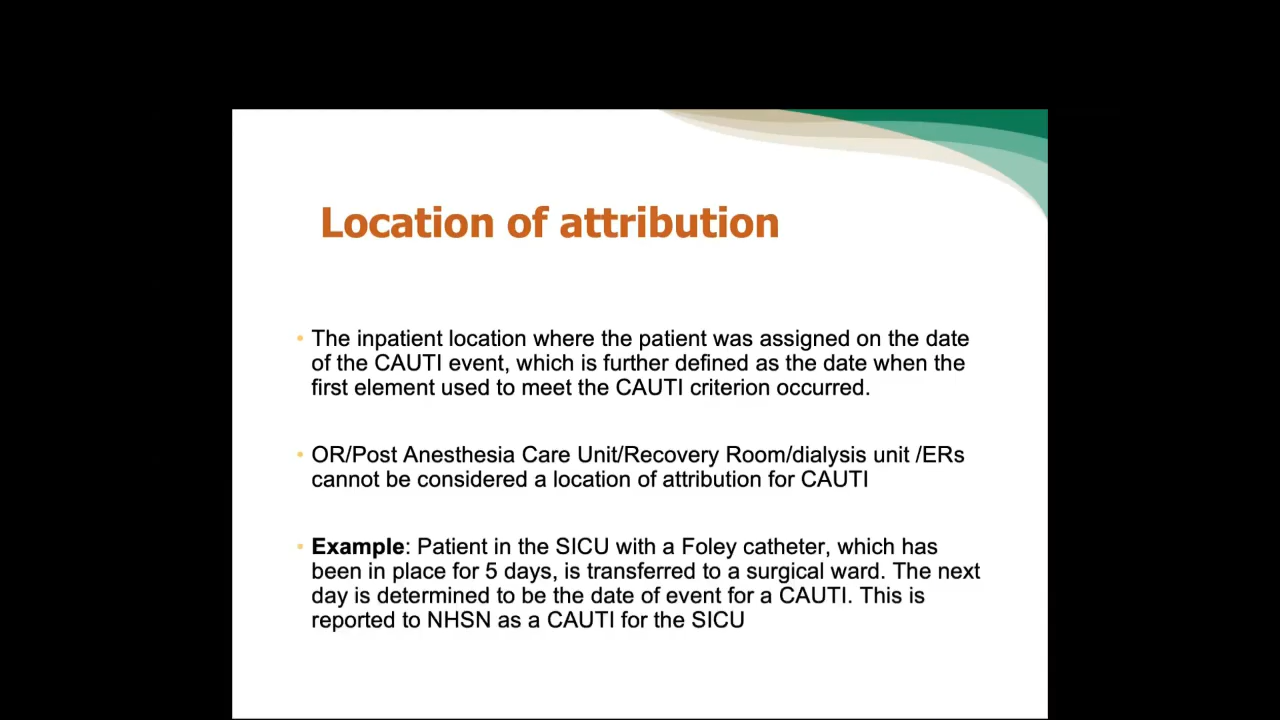 Location of attribution
• The inpatient location where the patient was assigned on the date
of the CAUTI event, which is further defined as the date when the
first element used to meet the CAUTI criterion occurred.
• OR/Post Anesthesia Care Unit/Recovery Room/dialysis unit /ERs
cannot be considered a location of attribution for CAUTI
• Example: Patient in the SICU with a Foley catheter, which has
been in place for 5 days, is transferred to a surgical ward. The next
day is determined to be the date of event for a CAUTI. This is
reported to NHSN as a CAUTI for the SICU